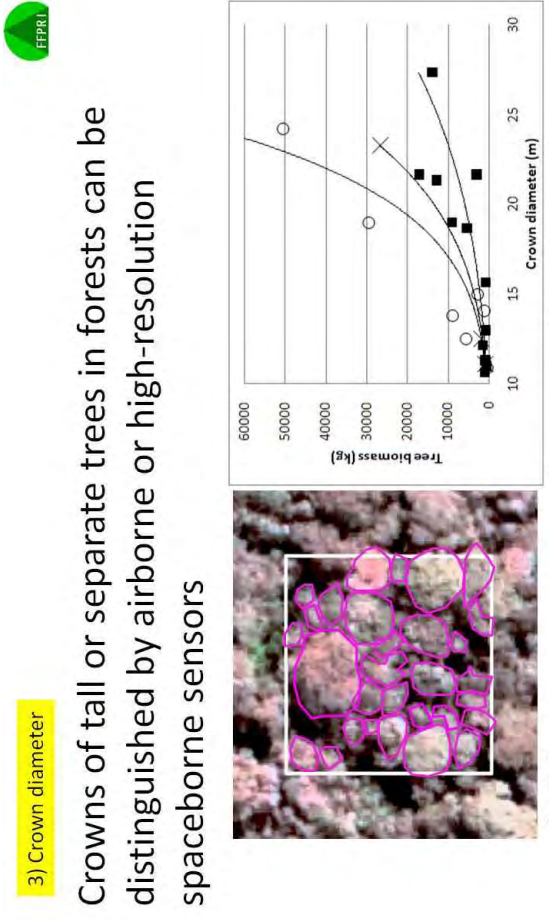 FFPRI
3) Crown diameter
Crowns of tall or separate trees in forests can be
distinguished by airborne or high-resolution
spaceborne sensors
Tree biomass (kg)
60000
50000
40000
30000
20000
10000
0
10 15 20 25 30
Crown diameter (m)